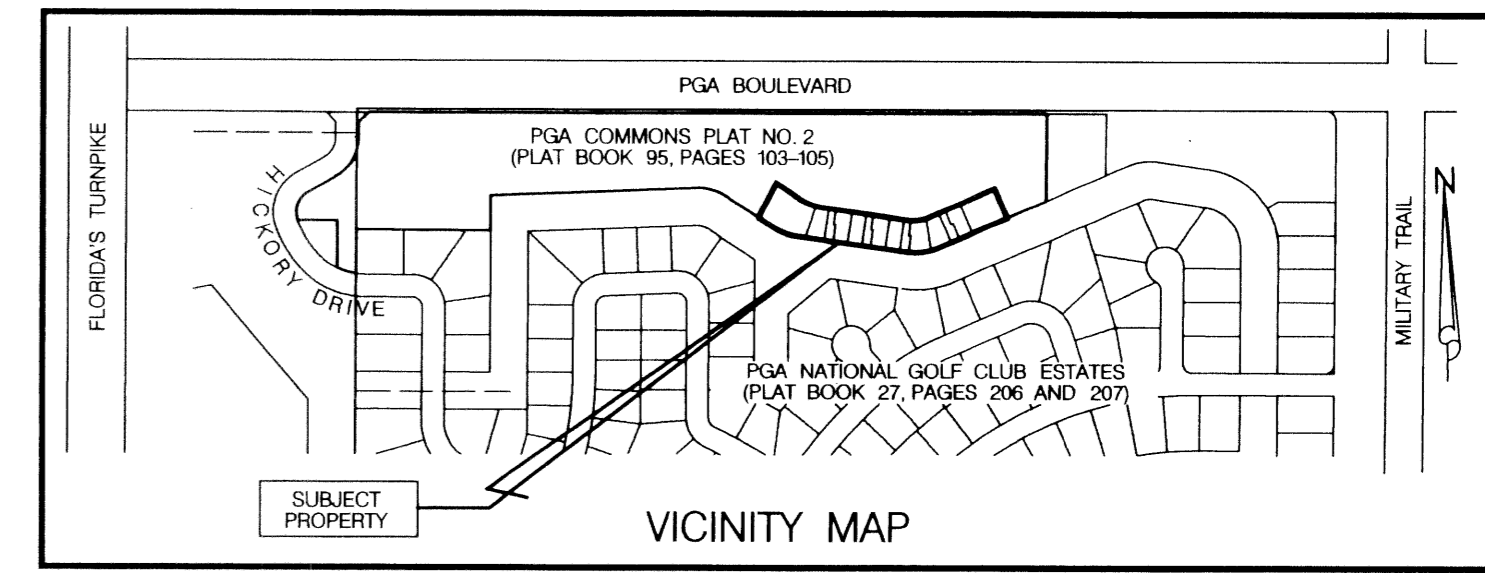 PGA BOULEVARD
FLORIDA'S TURNPIKE
PGA COMMONS PLAT NO. 2
(PLAT BOOK 95, PAGES 103-105)
HICKORY DRIVE
N
MILITARY TRAIL
PGA NATIONAL GOLF CLUB ESTATES
(PLAT BOOK 27, PAGES 206 AND 207)
SUBJECT
PROPERTY
VICINITY MAP